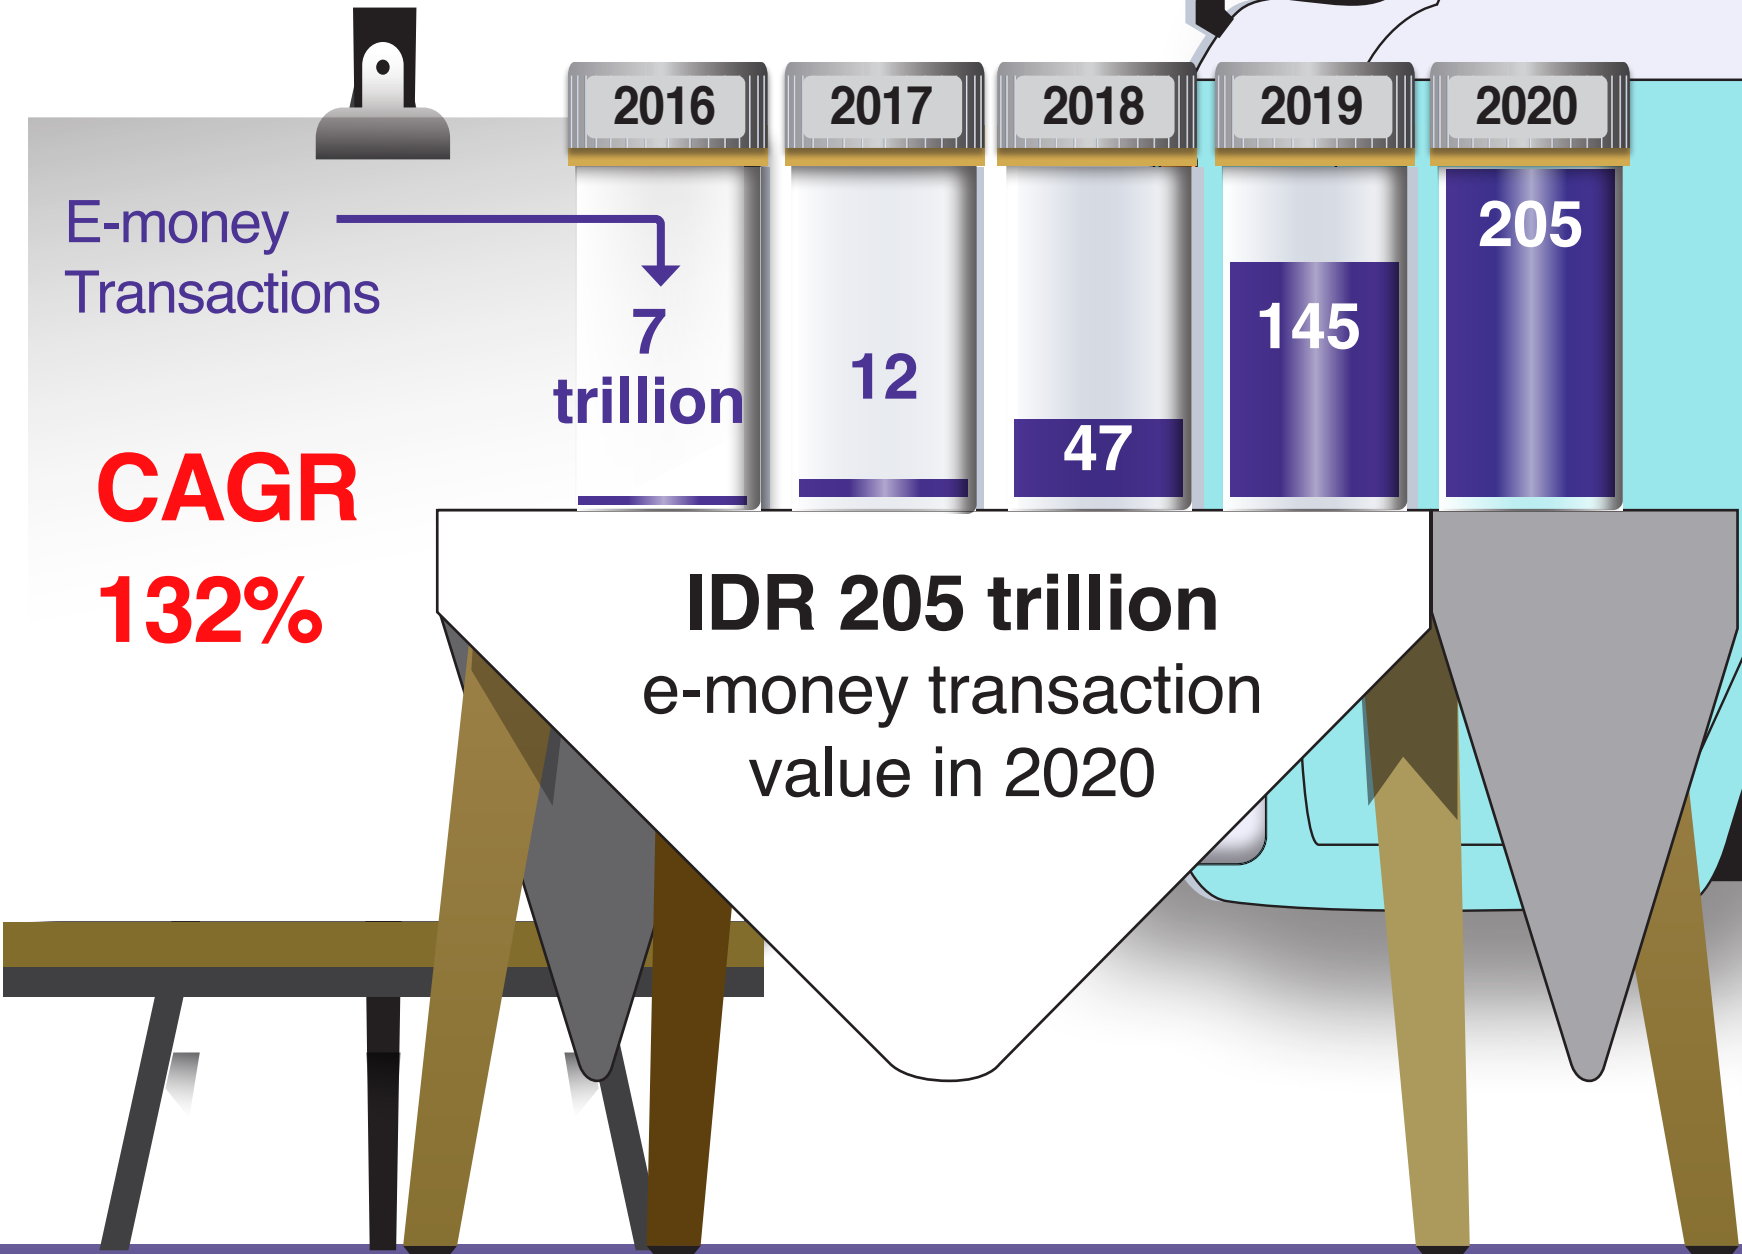 2016
2017
2018
2019
2020
E-money
Transactions
7
trillion
12
47
145
205
CAGR
132%
IDR 205 trillion
e-money transaction
value in 2020